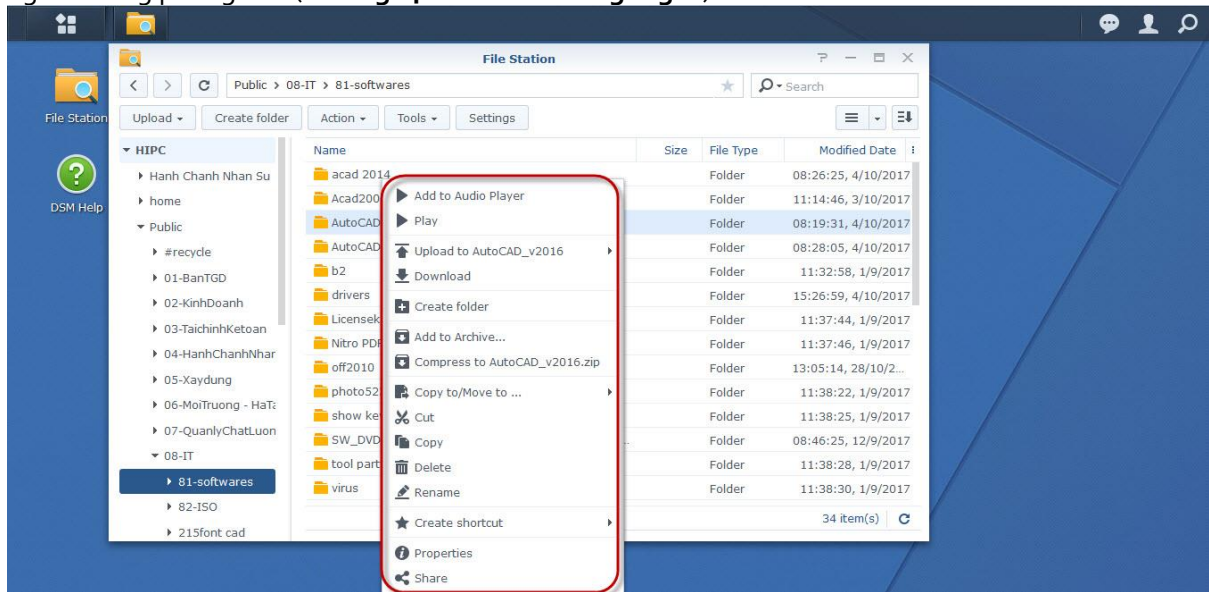 File Station
Public > 08-IT > 81-softwares
Search
File Station
Upload
Create folder
Action
Tools
Settings
HIPC
Name
Size
File Type
Modified Date
Hanh Chanh Nhan Su
acad 2014
Folder
08:26:25, 4/10/2017
home
Acad200
Folder
11:14:46, 3/10/2017
DSM Help
Public
AutoCAD
Folder
08:19:31, 4/10/2017
#recycle
AutoCAD
Folder
08:28:05, 4/10/2017
01-BanTGD
b2
Folder
11:32:58, 1/9/2017
02-KinhDoanh
drivers
Folder
15:26:59, 4/10/2017
03-TaichinhKetoan
Licensek
Folder
11:37:44, 1/9/2017
04-HanhChanhNhar
Nitro PDF
Folder
11:37:46, 1/9/2017
05-Xaydung
off2010
Folder
13:05:14, 28/10/2...
06-MoiTruong - HaTa
photo52
Folder
11:38:22, 1/9/2017
07-QuanlyChatLuon
show ke
Folder
11:38:25, 1/9/2017
08-IT
SW_DVD
Folder
08:46:25, 12/9/2017
81-softwares
tool part
Folder
11:38:28, 1/9/2017
82-ISO
virus
Folder
11:38:30, 1/9/2017
215font cad
34 item(s)
Add to Audio Player
Play
Upload to AutoCAD_v2016
Download
Create folder
Add to Archive...
Compress to AutoCAD_v2016.zip
Copy to/Move to ...
Cut
Copy
Delete
Rename
Create shortcut
Properties
Share